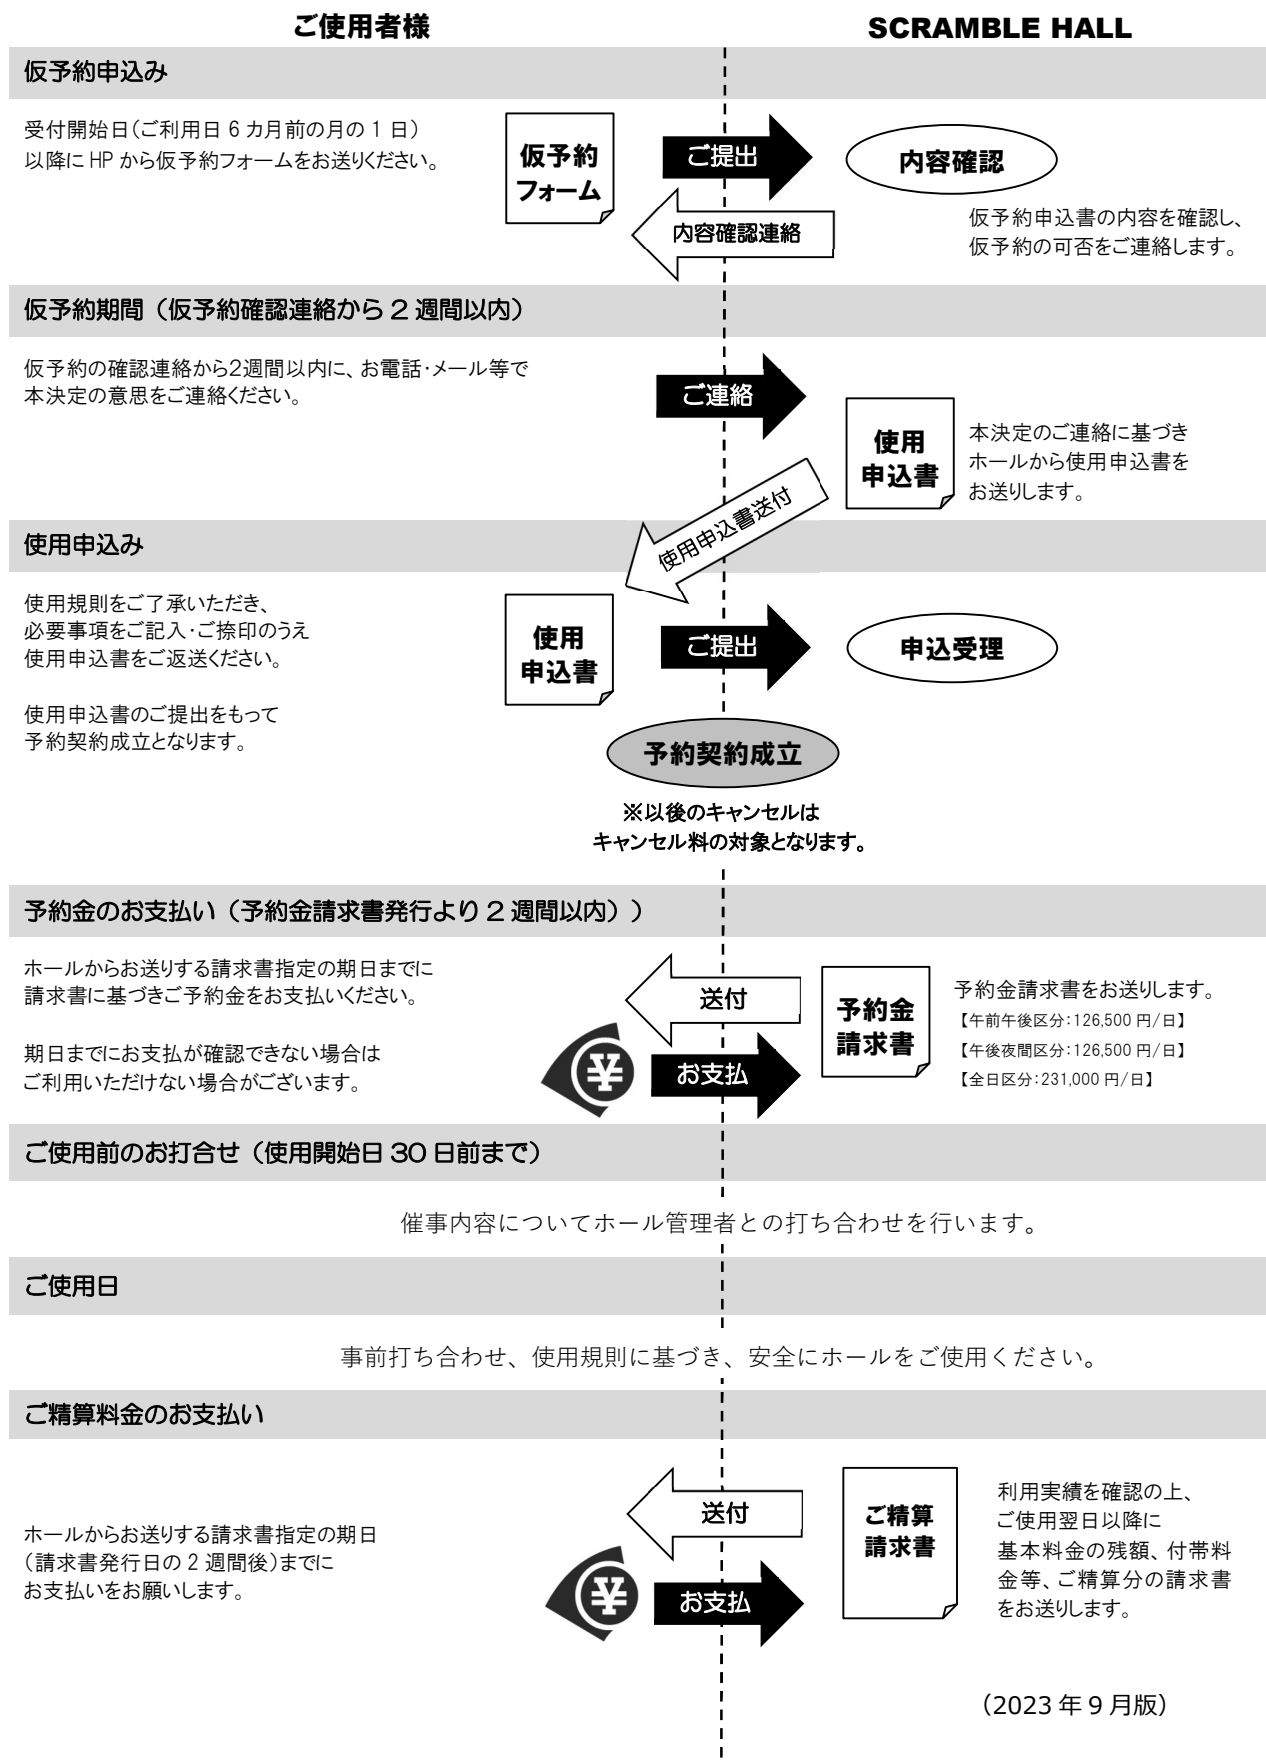 ご使用者様
SCRAMBLE HALL
仮予約申込み
受付開始日（ご利用日 6 カ月前の月の 1 日）
以降に HP から仮予約フォームをお送りください。
仮予約
フォーム
ご提出
内容確認
内容確認連絡
仮予約申込書の内容を確認し、
仮予約の可否をご連絡します。
仮予約期間（仮予約確認連絡から 2 週間以内）
仮予約の確認連絡から2週間以内に、お電話・メール等で
本決定の意思をご連絡ください。
ご連絡
使用
申込書
本決定のご連絡に基づき
ホールから使用申込書を
お送りします。
使用申込書送付
使用申込み
使用規則をご了承いただき、
必要事項をご記入・ご捺印のうえ
使用申込書をご返送ください。
使用申込書のご提出をもって
予約契約成立となります。
使用
申込書
ご提出
申込受理
予約契約成立
※以後のキャンセルは
キャンセル料の対象となります。
予約金のお支払い（予約金請求書発行より 2 週間以内））
ホールからお送りする請求書指定の期日までに
請求書に基づきご予約金をお支払いください。
期日までにお支払が確認できない場合は
ご利用いただけない場合がございます。
送付
お支払
予約金
請求書
予約金請求書をお送りします。
【午前午後区分：126,500 円/日】
【午後夜間区分：126,500 円/日】
【全日区分：231,000 円/日】
ご使用前のお打合せ（使用開始日 30 日前まで）
催事内容についてホール管理者との打ち合わせを行います。
ご使用日
事前打ち合わせ、使用規則に基づき、安全にホールをご使用ください。
ご精算料金のお支払い
ホールからお送りする請求書指定の期日
（請求書発行日の 2 週間後）までに
お支払いをお願いします。
送付
お支払
ご精算
請求書
利用実績を確認の上、
ご使用翌日以降に
基本料金の残額、付帯料
金等、ご精算分の請求書
をお送りします。
（2023 年 9 月版）